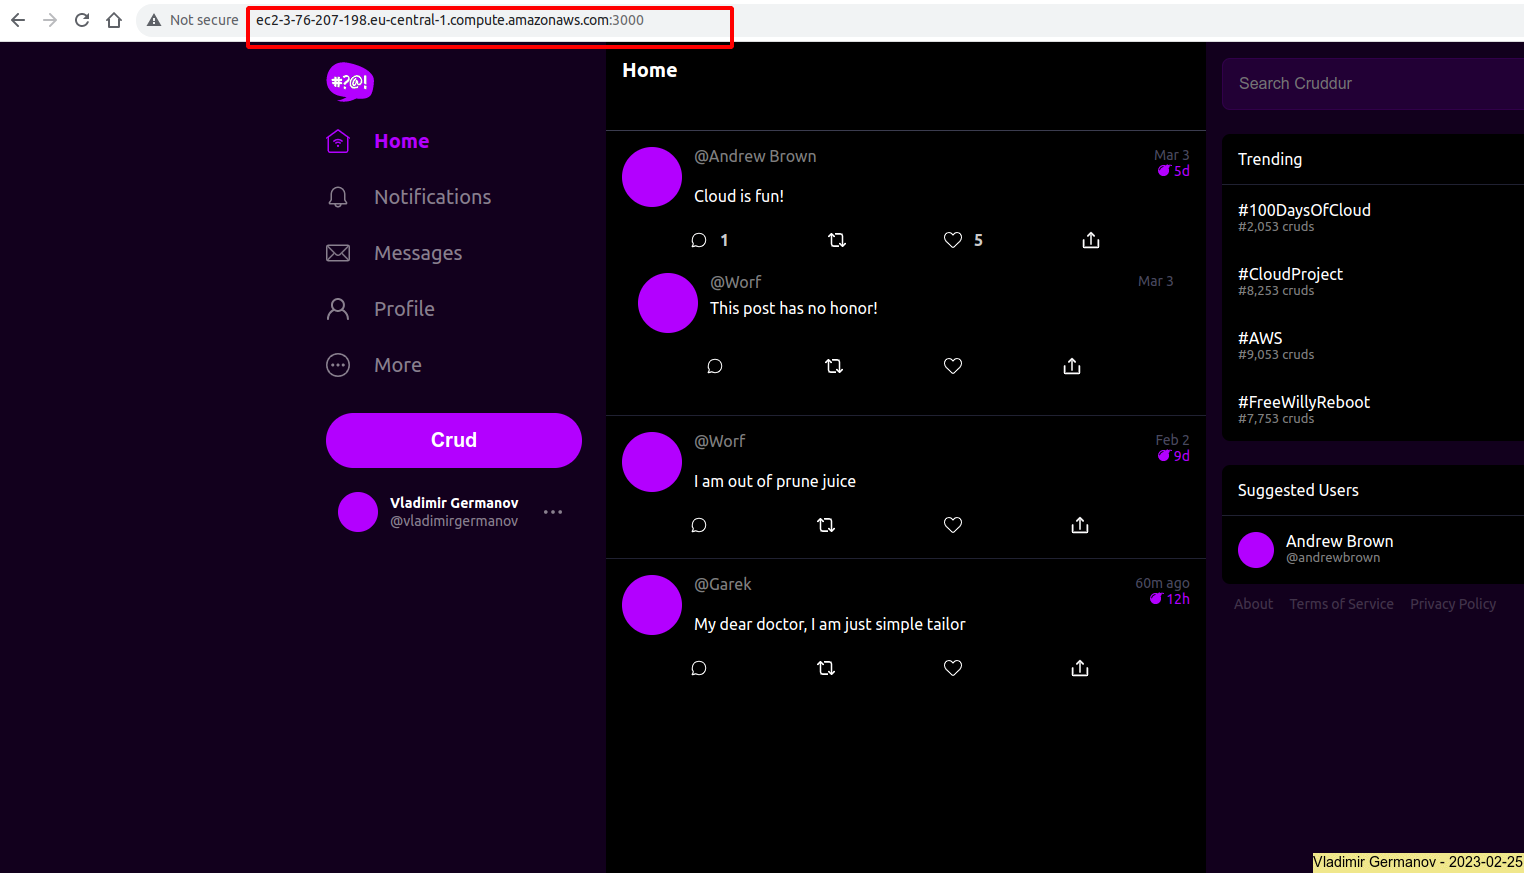 Not secure ec2-3-76-207-198.eu-central-1.compute.amazonaws.com:3000
#?@!
Home
Notifications
Messages
Profile
More
Crud
Vladimir Germanov
@vladimirgermanov
Home
@Andrew Brown
Mar 3
5d
Cloud is fun!
1
5
@Worf
Mar 3
This post has no honor!
@Worf
Feb 2
9d
I am out of prune juice
@Garek
60m ago
12h
My dear doctor, I am just simple tailor
Search Cruddur
Trending
#100DaysOfCloud
#2,053 cruds
#CloudProject
#8,253 cruds
#AWS
#9,053 cruds
#FreeWillyReboot
#7,753 cruds
Suggested Users
Andrew Brown
@andrewbrown
About Terms of Service Privacy Policy
Vladimir Germanov - 2023-02-25